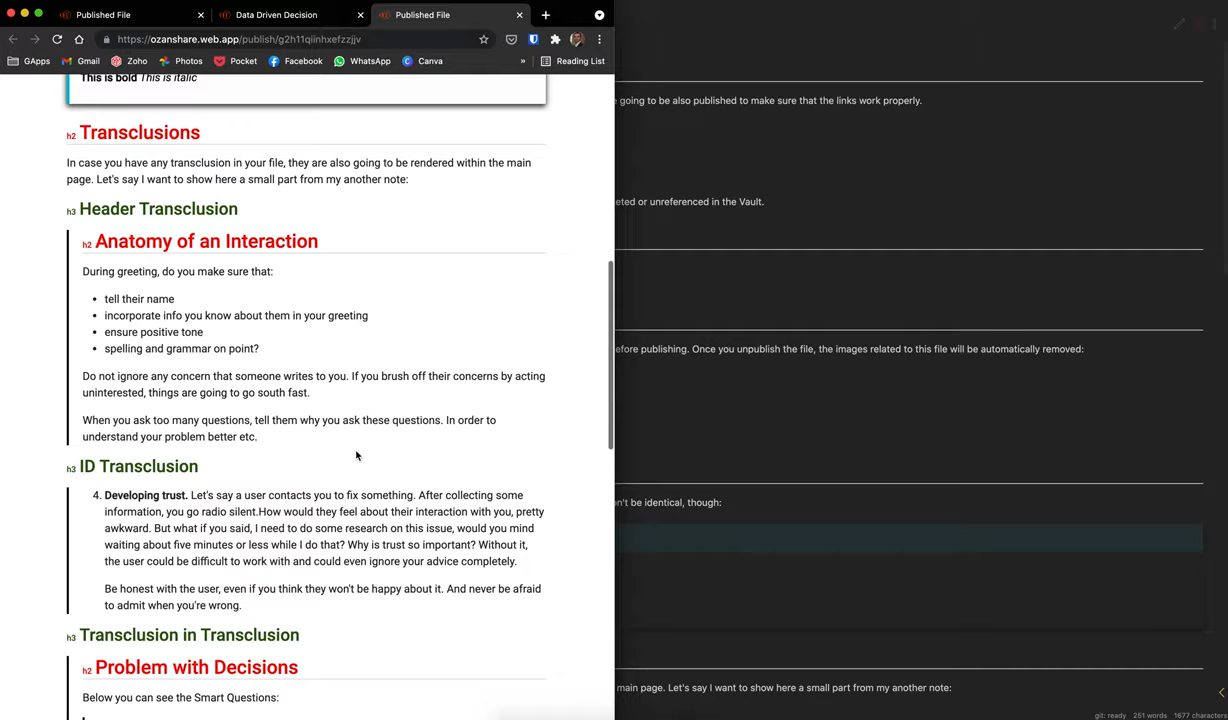 Published File
Data Driven Decision
Published File
https://ozanshare.web.app/publish/g2h11qiinhxefzzjjv
GApps
Gmail
Zoho
Photos
Pocket
Facebook
WhatsApp
Canva
»
Reading List
This is bold This is italic
h2 Transclusions
In case you have any transclusion in your file, they are also going to be rendered within the main
page. Let's say I want to show here a small part from my another note:
h3 Header Transclusion
h2 Anatomy of an Interaction
During greeting, do you make sure that:
• tell their name
• incorporate info you know about them in your greeting
• ensure positive tone
• spelling and grammar on point?
Do not ignore any concern that someone writes to you. If you brush off their concerns by acting
uninterested, things are going to go south fast.
When you ask too many questions, tell them why you ask these questions. In order to
understand your problem better etc.
h3 ID Transclusion
4. Developing trust. Let's say a user contacts you to fix something. After collecting some
information, you go radio silent.How would they feel about their interaction with you, pretty
awkward. But what if you said, I need to do some research on this issue, would you mind
waiting about five minutes or less while I do that? Why is trust so important? Without it,
the user could be difficult to work with and could even ignore your advice completely.
Be honest with the user, even if you think they won't be happy about it. And never be afraid
to admit when you're wrong.
h3 Transclusion in Transclusion
h2 Problem with Decisions
Below you can see the Smart Questions:
going to be also published to make sure that the links work properly.
eted or unreferenced in the Vault.
efore publishing. Once you unpublish the file, the images related to this file will be automatically removed:
n't be identical, though:
main page. Let's say I want to show here a small part from my another note:
git: ready 251 words 1677 characters